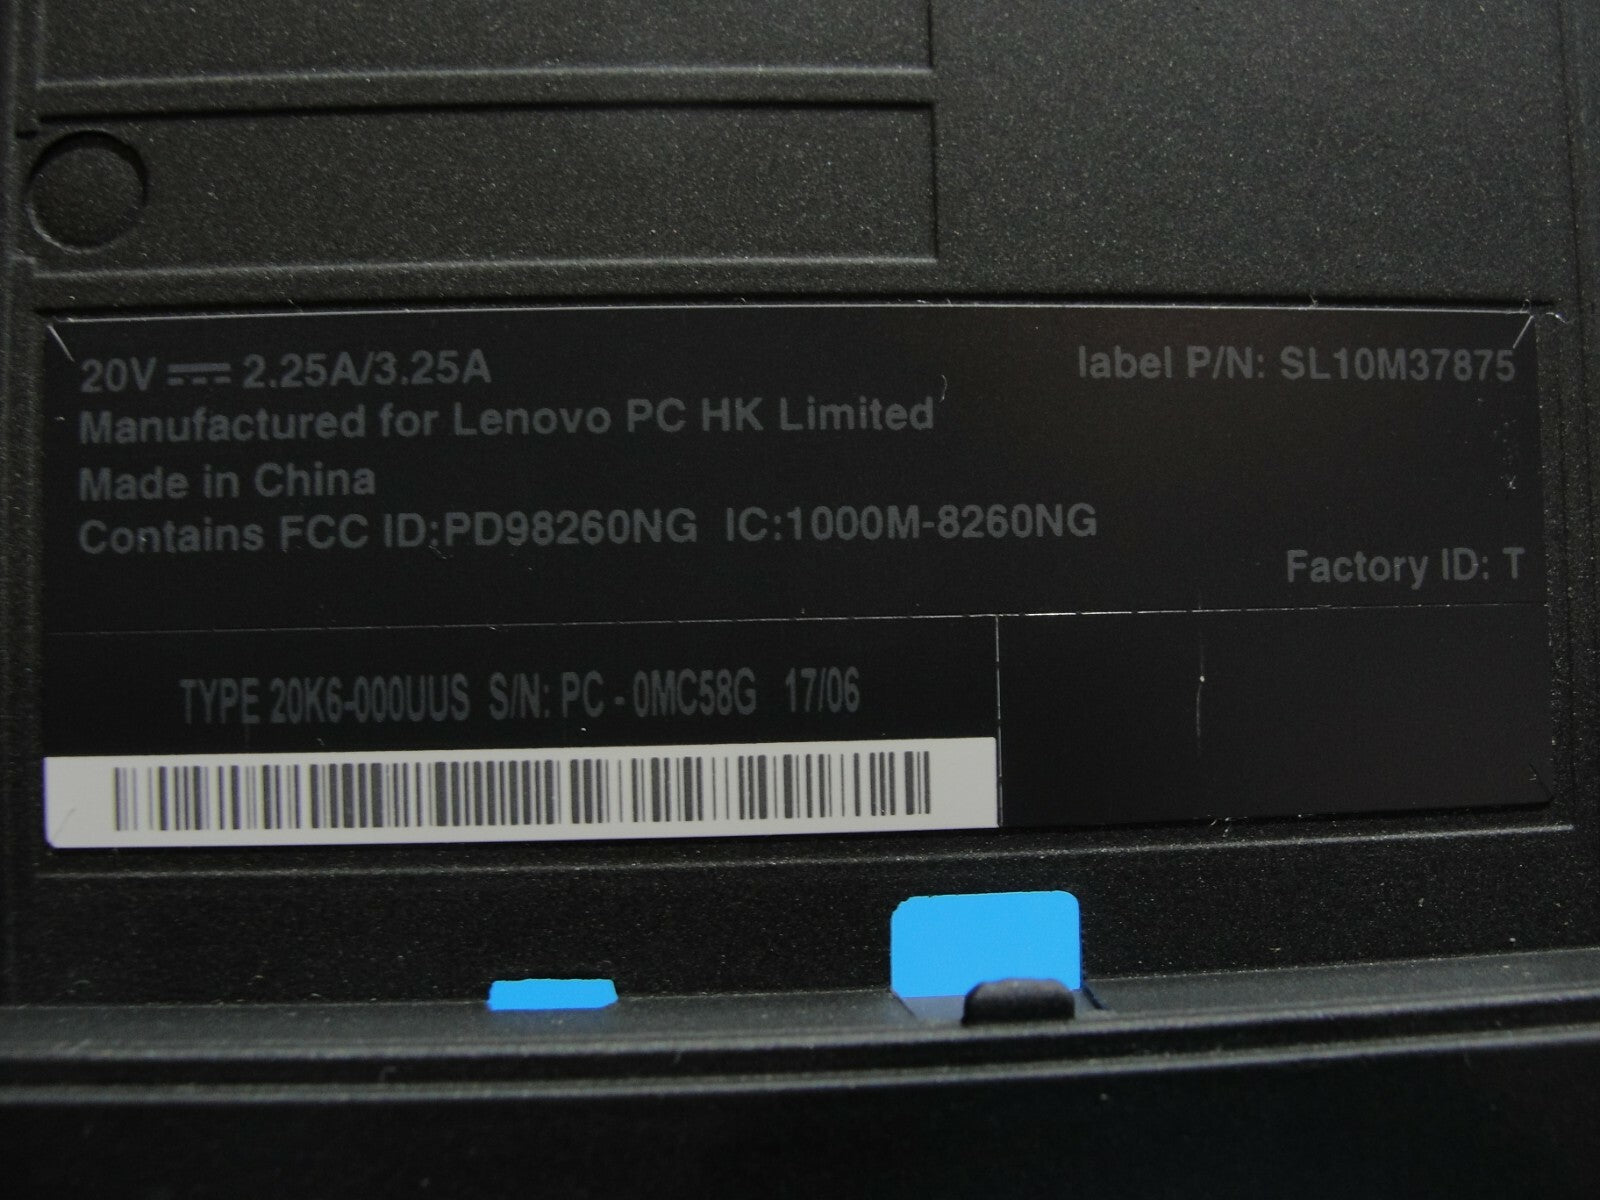 20V ⎓ 2.25A/3.25A label P/N: SL10M37875
Manufactured for Lenovo PC HK Limited
Made in China
Contains FCC ID:PD98260NG IC:1000M-8260NG
Factory ID: T
TYPE 20K6-000UUS S/N: PC - 0MC58G 17/06